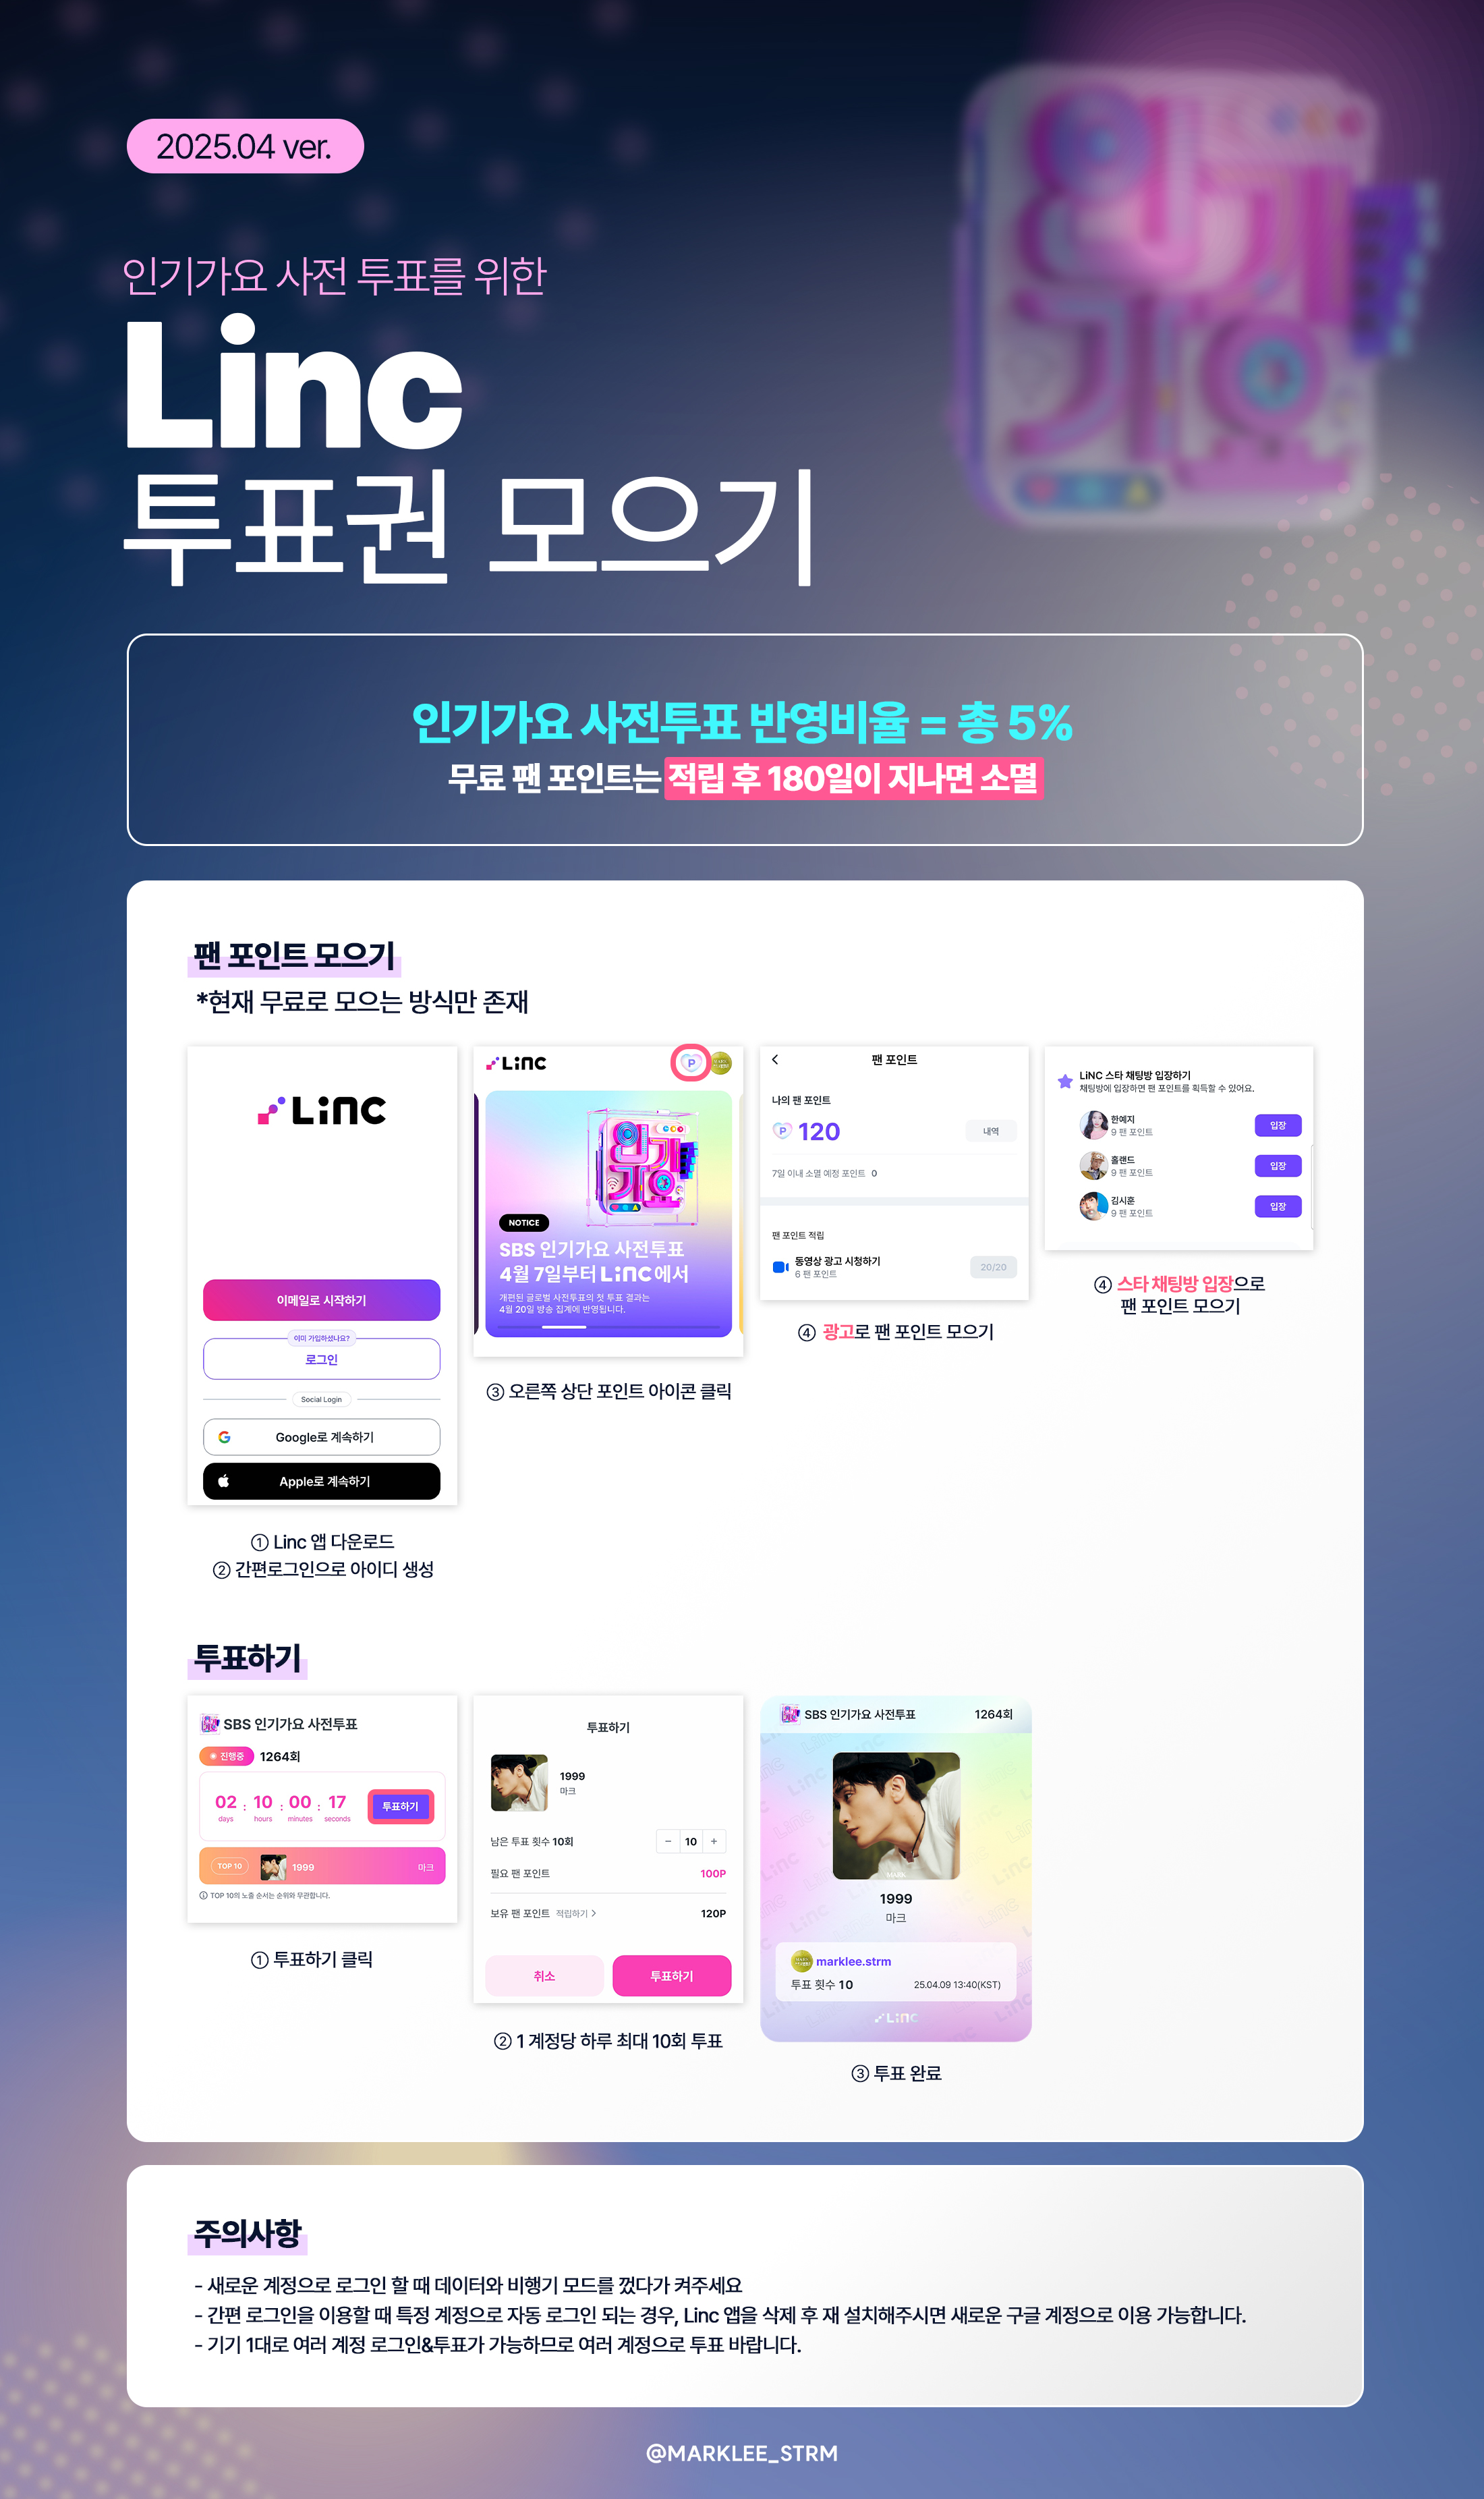 2025.04 ver.
인기가요 사전 투표를 위한
Linc
투표권 모으기
인기가요 사전투표 반영비율 = 총 5%
무료 팬 포인트는 적립 후 180일이 지나면 소멸
팬 포인트 모으기
*현재 무료로 모으는 방식만 존재
LiNC
이메일로 시작하기
이미 가입하셨나요?
로그인
Social Login
Google로 계속하기
Apple로 계속하기
① Linc 앱 다운로드
② 간편로그인으로 아이디 생성
LiNC
P
NOTICE
SBS 인기가요 사전투표
4월 7일부터 LiNC에서
개편된 글로벌 사전투표의 첫 투표 결과는
4월 20일 방송 집계에 반영됩니다.
③ 오른쪽 상단 포인트 아이콘 클릭
팬 포인트
나의 팬 포인트
P 120
내역
7일 이내 소멸 예정 포인트 0
팬 포인트 적립
동영상 광고 시청하기
6 팬 포인트
20/20
④ 광고로 팬 포인트 모으기
LiNC 스타 채팅방 입장하기
채팅방에 입장하면 팬 포인트를 획득할 수 있어요.
한예지
9 팬 포인트
입장
홀랜드
9 팬 포인트
입장
김시훈
9 팬 포인트
입장
④ 스타 채팅방 입장으로
팬 포인트 모으기
투표하기
SBS 인기가요 사전투표
진행중 1264회
02 : 10 : 00 : 17
days hours minutes seconds
투표하기
TOP 10 1999 마크
TOP 10의 노출 순서는 순위와 무관합니다.
① 투표하기 클릭
투표하기
1999
마크
남은 투표 횟수 10회
− 10 +
필요 팬 포인트 100P
보유 팬 포인트 적립하기 > 120P
취소
투표하기
② 1 계정당 하루 최대 10회 투표
SBS 인기가요 사전투표 1264회
MARK
1999
마크
marklee.strm
투표 횟수 10 25.04.09 13:40(KST)
LiNC
③ 투표 완료
주의사항
- 새로운 계정으로 로그인 할 때 데이터와 비행기 모드를 껐다가 켜주세요
- 간편 로그인을 이용할 때 특정 계정으로 자동 로그인 되는 경우, Linc 앱을 삭제 후 재 설치해주시면 새로운 구글 계정으로 이용 가능합니다.
- 기기 1대로 여러 계정 로그인&투표가 가능하므로 여러 계정으로 투표 바랍니다.
@MARKLEE_STRM